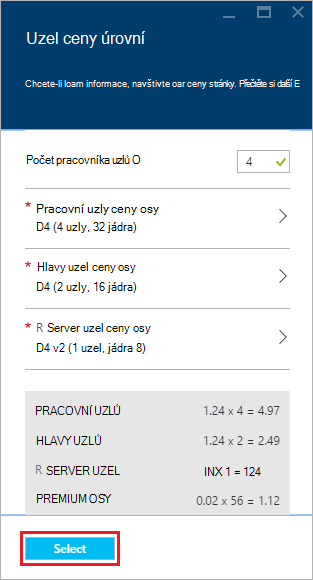 Uzel ceny úrovní
Chcete-li loam informace, navštivte oar ceny stránky. Přečtěte si další E
Počet pracovníka uzlů O 4
* Pracovní uzly ceny osy
D4 (4 uzly, 32 jádra)
* Hlavy uzel ceny osy
D4 (2 uzly, 16 jádra)
* R Server uzel ceny osy
D4 v2 (1 uzel, jádra 8)
PRACOVNÍ UZLŮ 1.24 x 4 = 4.97
HLAVY UZLŮ 1.24 x 2 = 2.49
R SERVER UZEL INX 1 = 124
PREMIUM OSY 0.02 x 56 = 1.12
Select